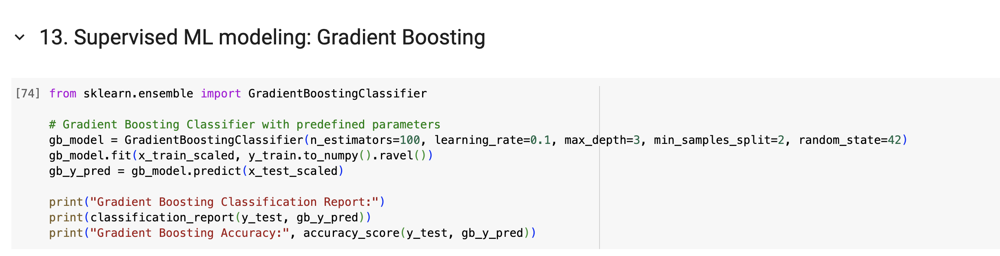 13. Supervised ML modeling: Gradient Boosting
[74] from sklearn.ensemble import GradientBoostingClassifier
# Gradient Boosting Classifier with predefined parameters
gb_model = GradientBoostingClassifier(n_estimators=100, learning_rate=0.1, max_depth=3, min_samples_split=2, random_state=42)
gb_model.fit(x_train_scaled, y_train.to_numpy().ravel())
gb_y_pred = gb_model.predict(x_test_scaled)
print("Gradient Boosting Classification Report:")
print(classification_report(y_test, gb_y_pred))
print("Gradient Boosting Accuracy:", accuracy_score(y_test, gb_y_pred))